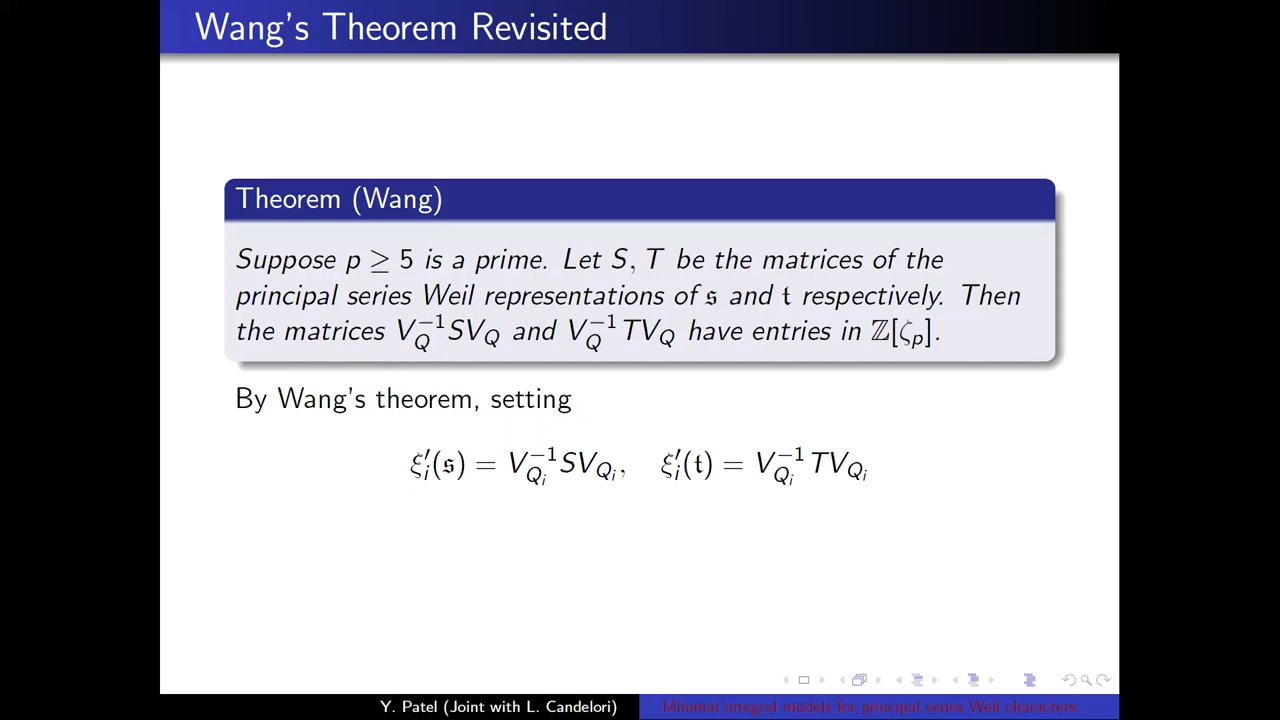 Wang's Theorem Revisited
Theorem (Wang)
Suppose p ≥ 5 is a prime. Let S, T be the matrices of the
principal series Weil representations of 𝔰 and 𝔱 respectively. Then
the matrices V_Q^{-1}SV_Q and V_Q^{-1}TV_Q have entries in ℤ[ζ_p].
By Wang's theorem, setting
ξ′_i(𝔰) = V_{Q_i}^{-1}SV_{Q_i}, ξ′_i(𝔱) = V_{Q_i}^{-1}TV_{Q_i}
Y. Patel (Joint with L. Candelori) Minimal integral models for principal series Weil characters